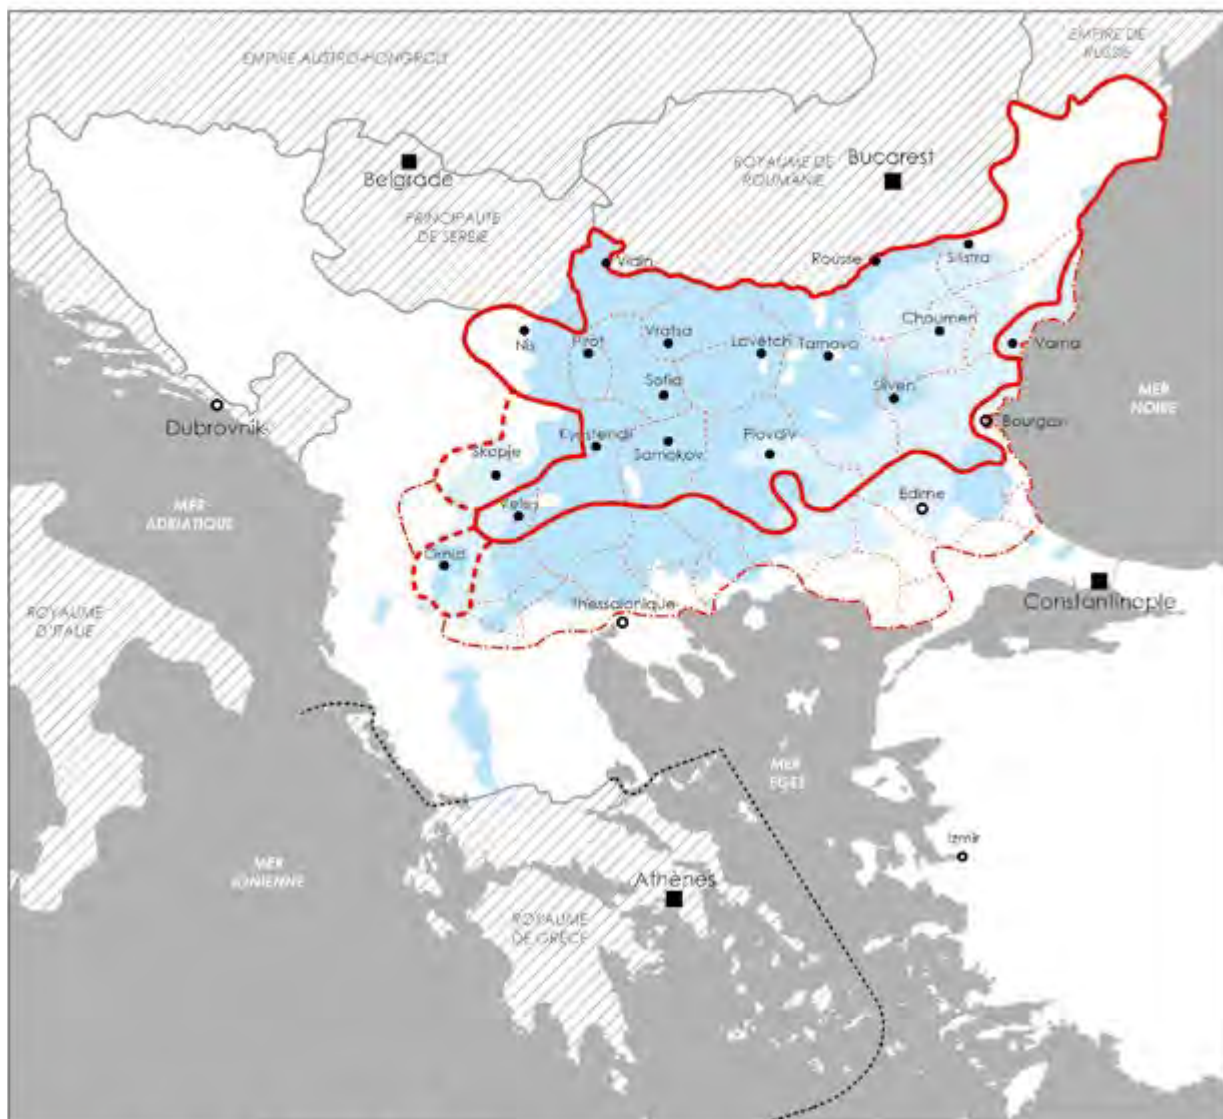 EMPIRE AUSTRO-HONGROIS
EMPIRE DE
RUSSIE
Belgrade
PRINCIPAUTE
DE SERBIE
ROYAUME DE
ROUMANIE
Bucarest
Vidin
Rousse
Silistra
Nis
Pirot
Vratsa
Lovetch
Tarnovo
Choumen
Varna
Sofia
Sliven
MER
NOIRE
Dubrovnik
Kyustendil
Samokov
Plovdiv
Bourgas
Skopje
Veles
Edirne
MER
ADRIATIQUE
Ohrid
Thessalonique
Constantinople
ROYAUME
D'ITALIE
MER
EGEE
Izmir
MER
IONIENNE
Athènes
ROYAUME
DE GRÈCE